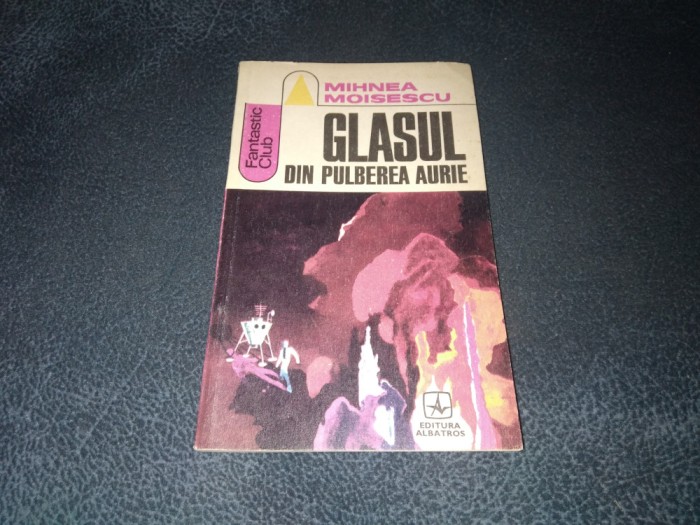 MIHNEA
MOISESCU
Fantastic
Club
GLASUL
DIN PULBEREA AURIE
EDITURA
ALBATROS